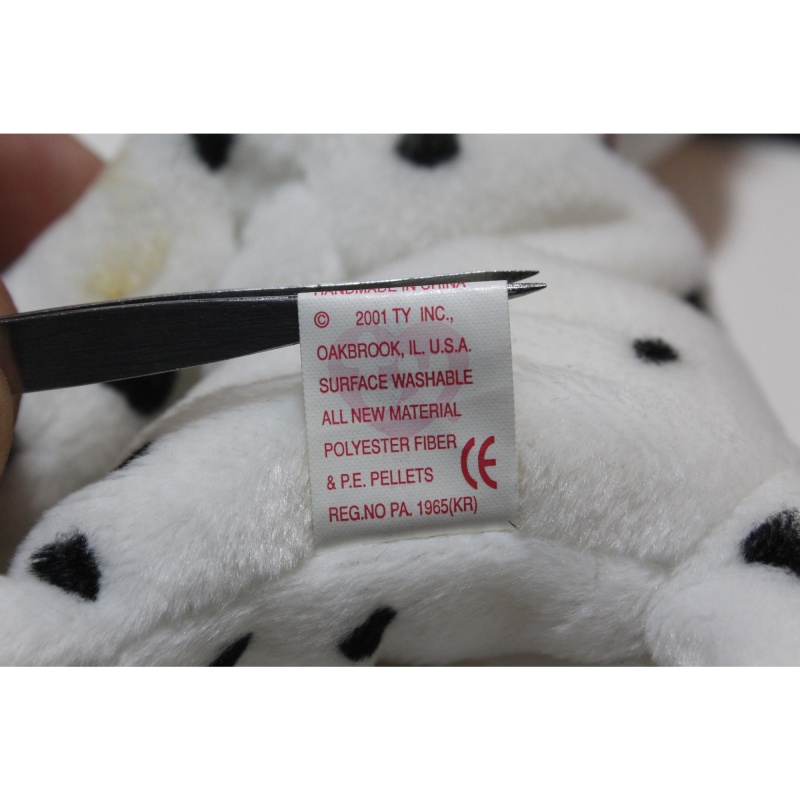 HANDMADE IN CHINA
© 2001 TY INC.,
OAKBROOK, IL. U.S.A.
SURFACE WASHABLE
ALL NEW MATERIAL
POLYESTER FIBER
& P.E. PELLETS CE
REG.NO PA. 1965(KR)